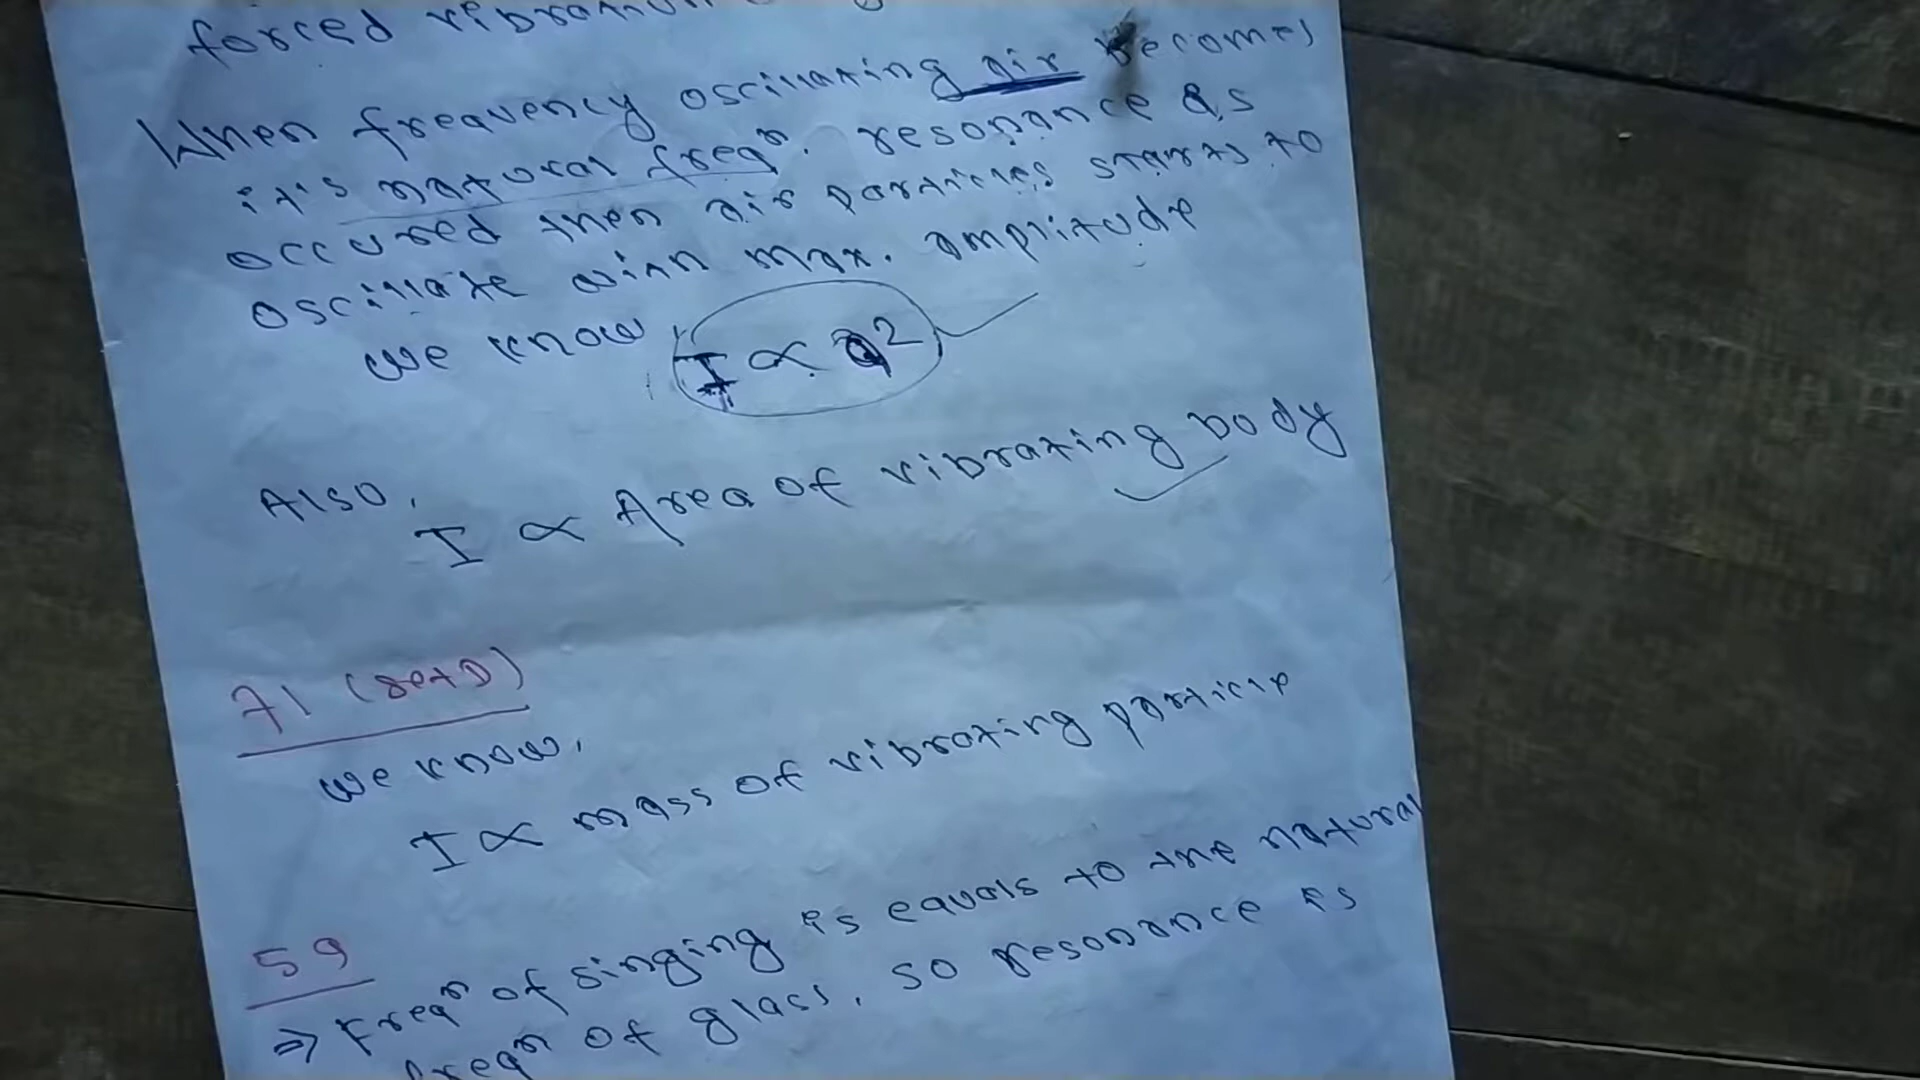 forced vibration
When frequency oscillating air becomes
it's natural freqn. resonance is
occured then air particles starts to
oscillate with max. amplitude
we know, I ∝ a²
Also,
I ∝ Area of vibrating body
71 (set D)
we know,
I ∝ mass of vibrating particle
59
⇒ Freqn of singing is equals to the natural
freqn of glass, so resonance is